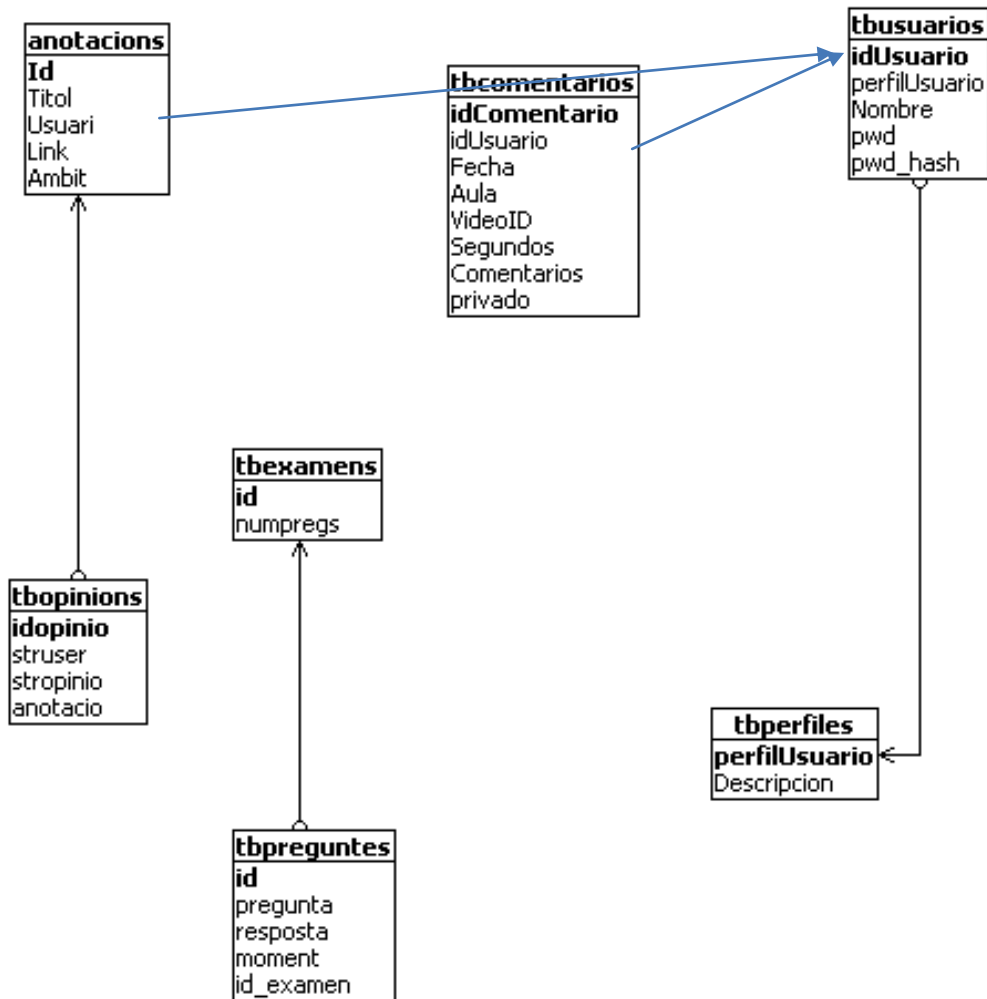 anotacions
Id
Titol
Usuari
Link
Ambit
tbcomentarios
idComentario
idUsuario
Fecha
Aula
VideoID
Segundos
Comentarios
privado
tbusuarios
idUsuario
perfilUsuario
Nombre
pwd
pwd_hash
tbexamens
id
numpregs
tbopinions
idopinio
struser
stropinio
anotacio
tbperfiles
perfilUsuario
Descripcion
tbpreguntes
id
pregunta
resposta
moment
id_examen